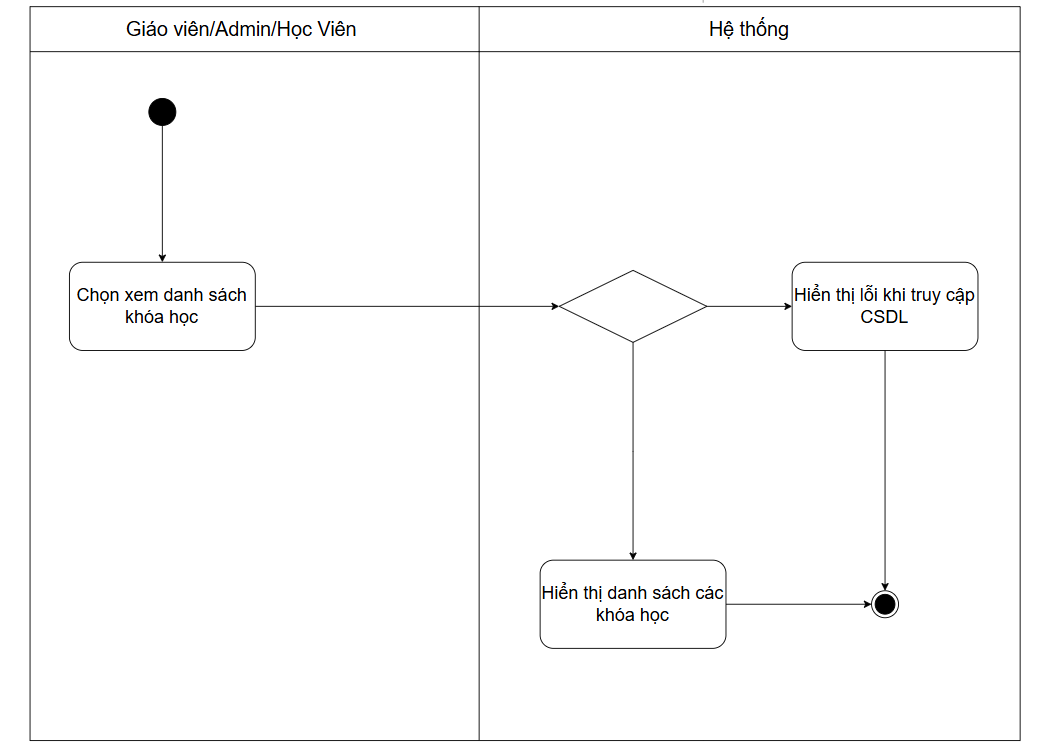 Giáo viên/Admin/Học Viên
Hệ thống
Chọn xem danh sách
khóa học
Hiển thị lỗi khi truy cập
CSDL
Hiển thị danh sách các
khóa học